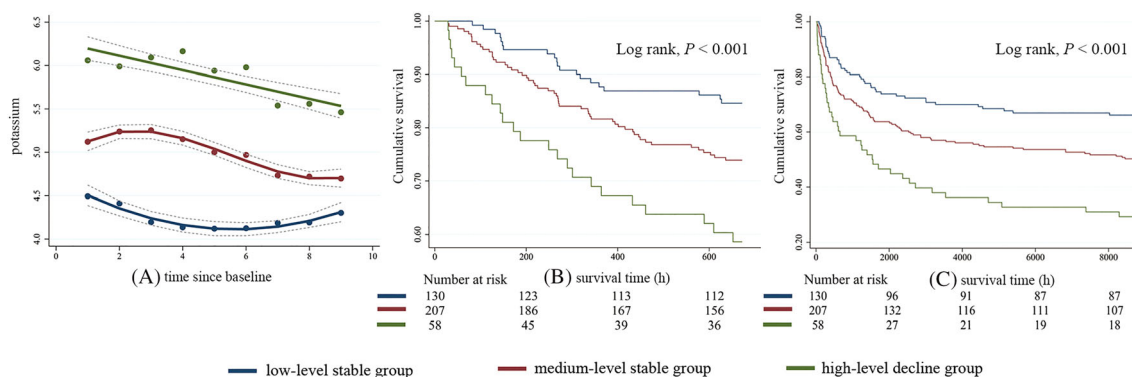 potassium
6.5
6.0
5.5
5.0
4.5
4.0
0 2 4 6 8 10
(A) time since baseline
Cumulative survival
1.00
0.90
0.80
0.70
0.60
Log rank, P < 0.001
0 200 400 600
Number at risk (B) survival time (h)
130 123 113 112
207 186 167 156
58 45 39 36
Cumulative survival
1.00
0.80
0.60
0.40
0.20
Log rank, P < 0.001
0 2000 4000 6000 8000
Number at risk (C) survival time (h)
130 96 91 87 87
207 132 116 111 107
58 27 21 19 18
low-level stable group medium-level stable group high-level decline group